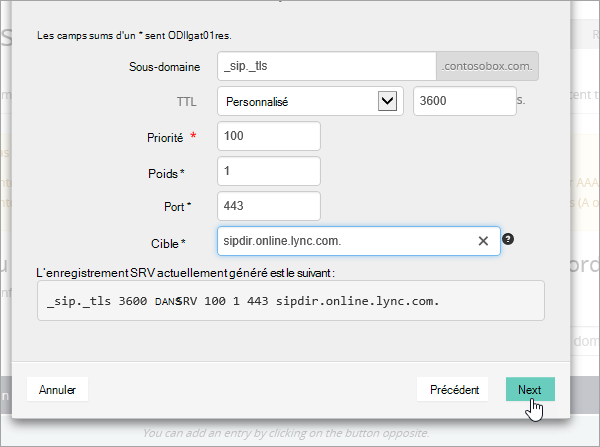 Les camps sums d'un * sent ODIlgat01res.
Sous-domaine _sip._tls .contosobox.com.
TTL Personnalisé 3600 s.
Priorité * 100
Poids * 1
Port * 443
Cible * sipdir.online.lync.com.
L'enregistrement SRV actuellement généré est le suivant :
_sip._tls 3600 DANS SRV 100 1 443 sipdir.online.lync.com.
Annuler Précédent Next
You can add an entry by clicking on the button opposite.